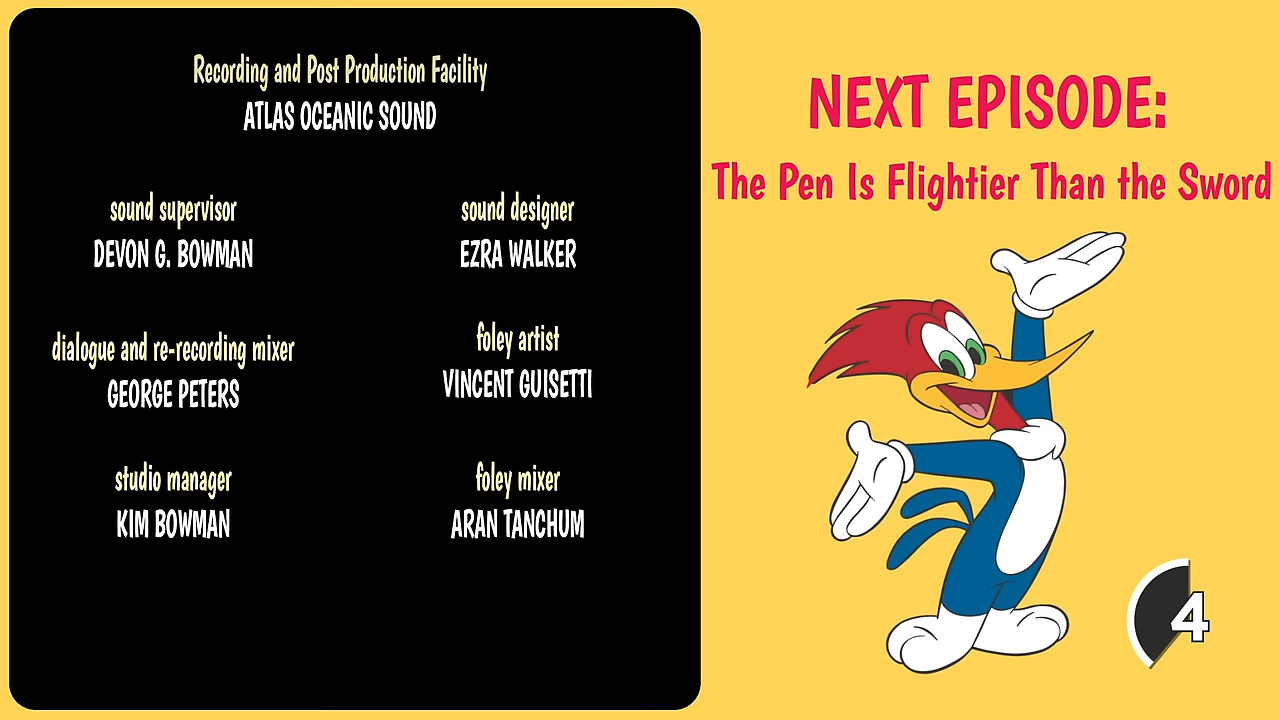 Recording and Post Production Facility
ATLAS OCEANIC SOUND
sound supervisor
DEVON G. BOWMAN
sound designer
EZRA WALKER
dialogue and re-recording mixer
GEORGE PETERS
foley artist
VINCENT GUISETTI
studio manager
KIM BOWMAN
foley mixer
ARAN TANCHUM
NEXT EPISODE:
The Pen Is Flightier Than the Sword
4